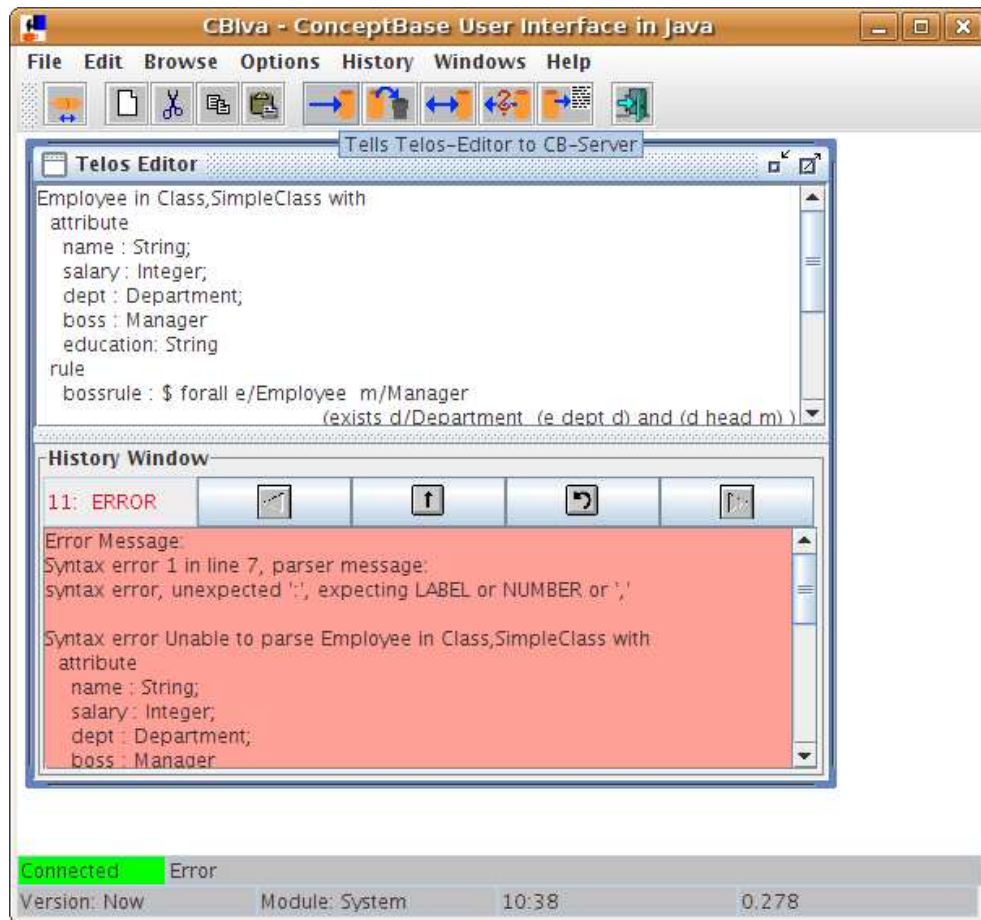 CBIva - ConceptBase User Interface in Java
File Edit Browse Options History Windows Help
Tells Telos-Editor to CB-Server
Telos Editor
Employee in Class,SimpleClass with
attribute
name : String;
salary : Integer;
dept : Department;
boss : Manager
education: String
rule
bossrule : $ forall e/Employee m/Manager
(exists d/Department (e dept d) and (d head m) )
History Window
11: ERROR
Error Message:
Syntax error 1 in line 7, parser message:
syntax error, unexpected ':', expecting LABEL or NUMBER or ','
Syntax error Unable to parse Employee in Class,SimpleClass with
attribute
name : String;
salary : Integer;
dept : Department;
boss : Manager
Connected Error
Version: Now Module: System 10:38 0.278